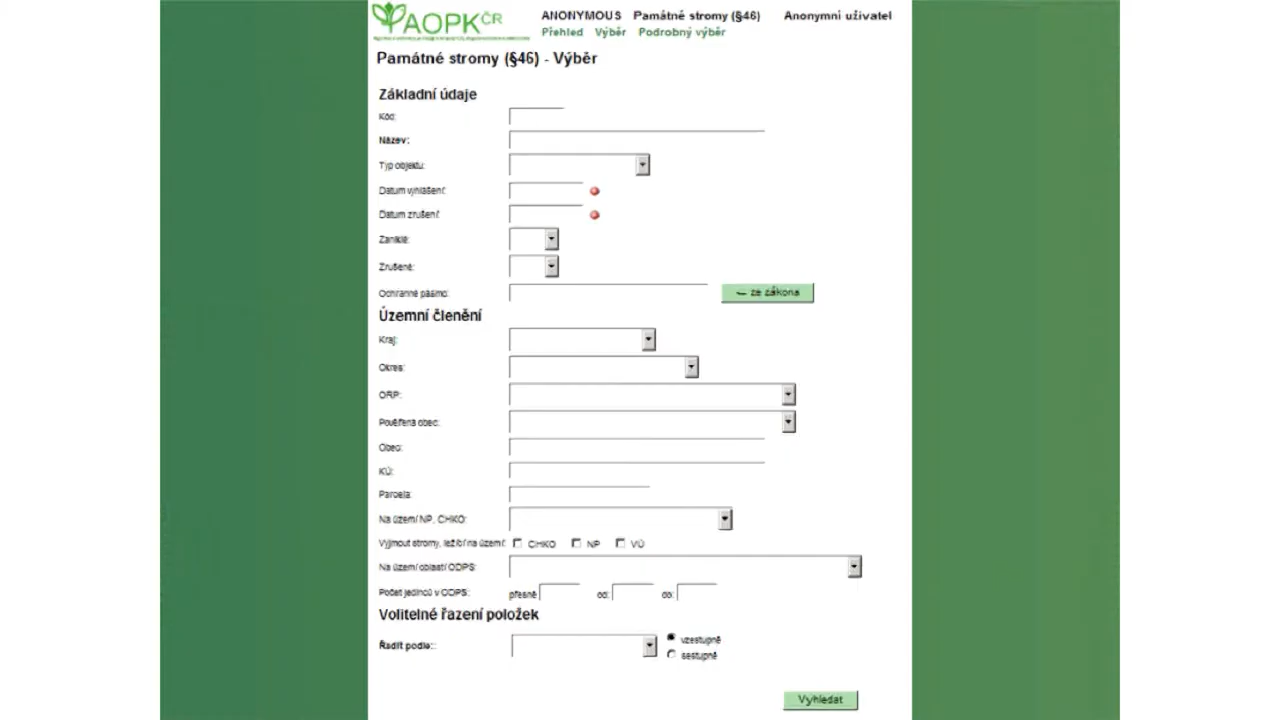 AOPK ČR
ANONYMOUS Památné stromy (§46) Anonymní uživatel
Přehled Výběr Podrobný výběr
Památné stromy (§46) - Výběr
Základní údaje
Kód:
Název:
Typ objektu:
Datum vyhlášení:
Datum zrušení:
Zaniklé:
Zrušené:
Ochranné pásmo: ze zákona
Územní členění
Kraj:
Okres:
ORP:
Pověřená obec:
Obec:
KÚ:
Parcela:
Na území NP, CHKO:
Vyjmout stromy, ležící na území: CHKO NP VÚ
Na území oblastí ODPS:
Počet jedinců v ODPS: přesně od: do:
Volitelné řazení položek
Řadit podle:: vzestupně
sestupně
Vyhledat